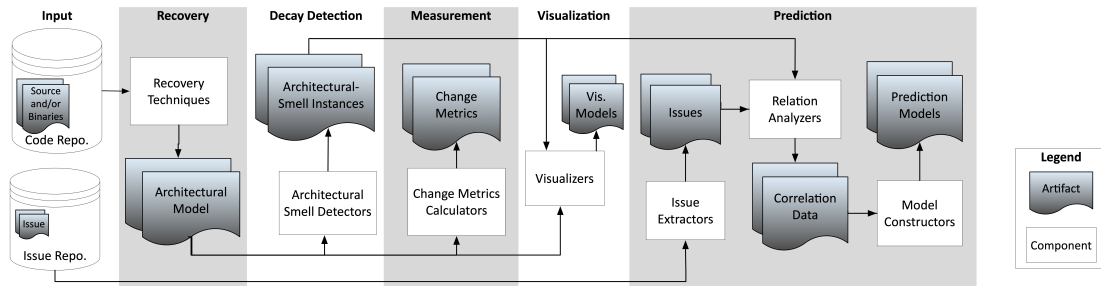 Input
Recovery
Decay Detection
Measurement
Visualization
Prediction
Source
and/or
Binaries
Code Repo.
Issue
Issue Repo.
Recovery
Techniques
Architectural
Model
Architectural-
Smell Instances
Architectural
Smell Detectors
Change
Metrics
Change Metrics
Calculators
Vis.
Models
Visualizers
Issues
Issue
Extractors
Relation
Analyzers
Correlation
Data
Prediction
Models
Model
Constructors
Legend
Artifact
Component